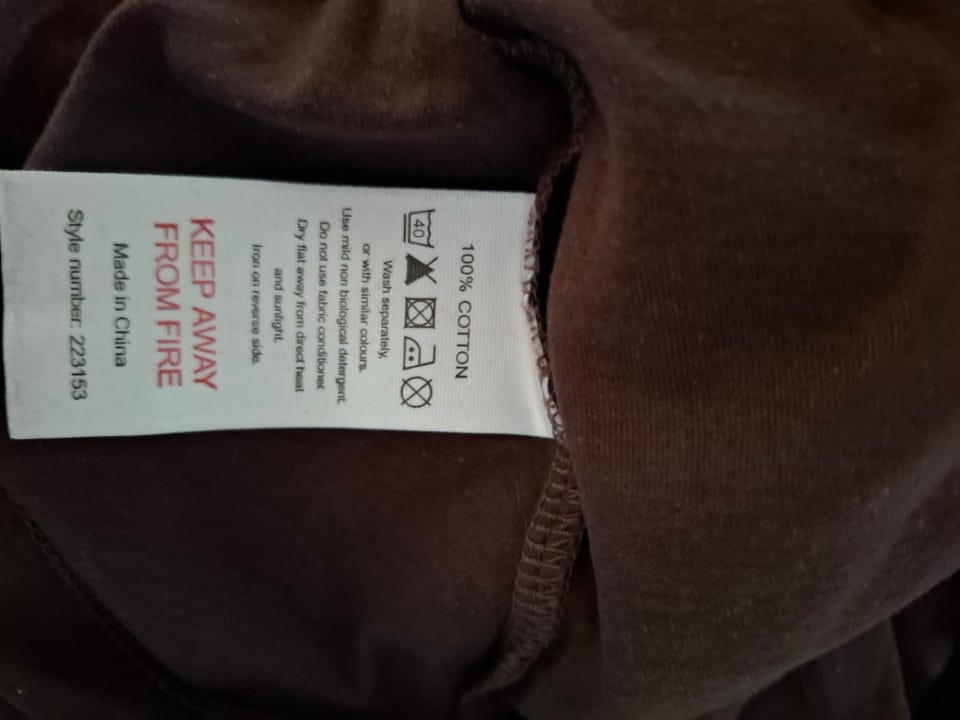 100% COTTON
40
Wash separately,
or with similar colours.
Use mild non biological detergent.
Do not use fabric conditioner.
Dry flat away from direct heat
and sunlight.
Iron on reverse side.
KEEP AWAY
FROM FIRE
Made in China
Style number: 223153